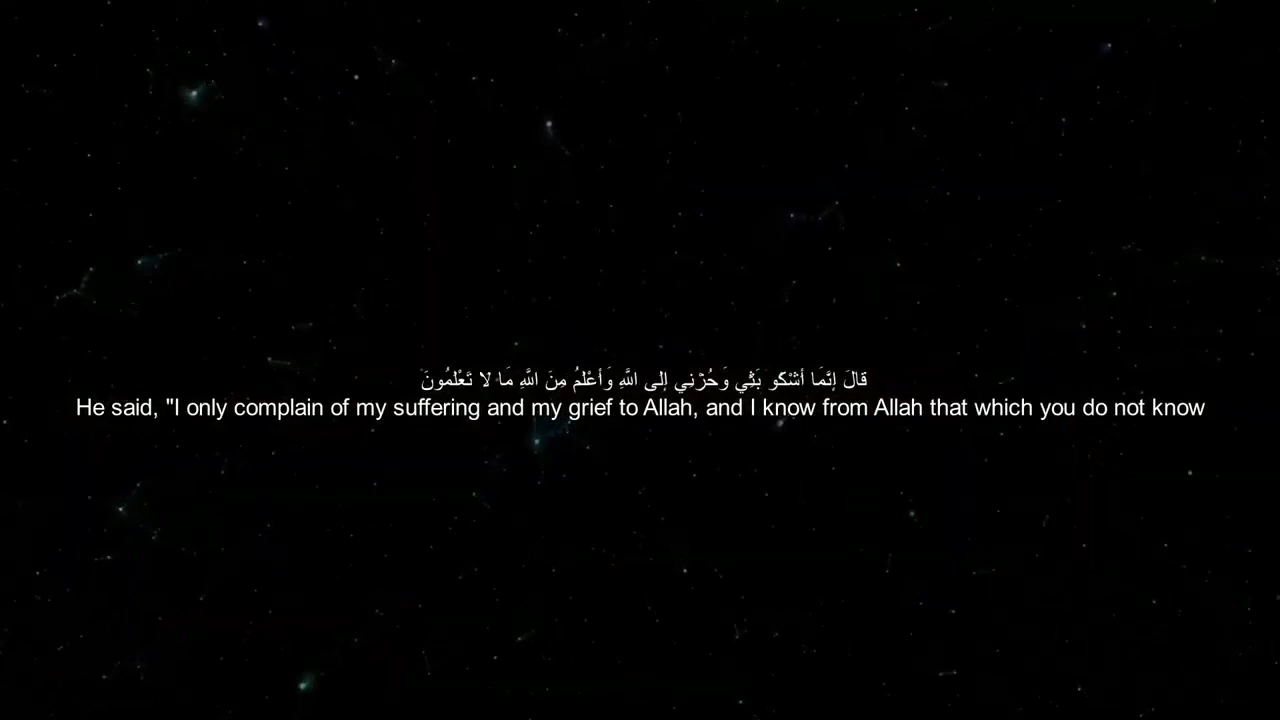 قَالَ إِنَّمَا أَشْكُو بَثِّي وَحُزْنِي إِلَى اللَّهِ وَأَعْلَمُ مِنَ اللَّهِ مَا لَا تَعْلَمُونَ
He said, "I only complain of my suffering and my grief to Allah, and I know from Allah that which you do not know